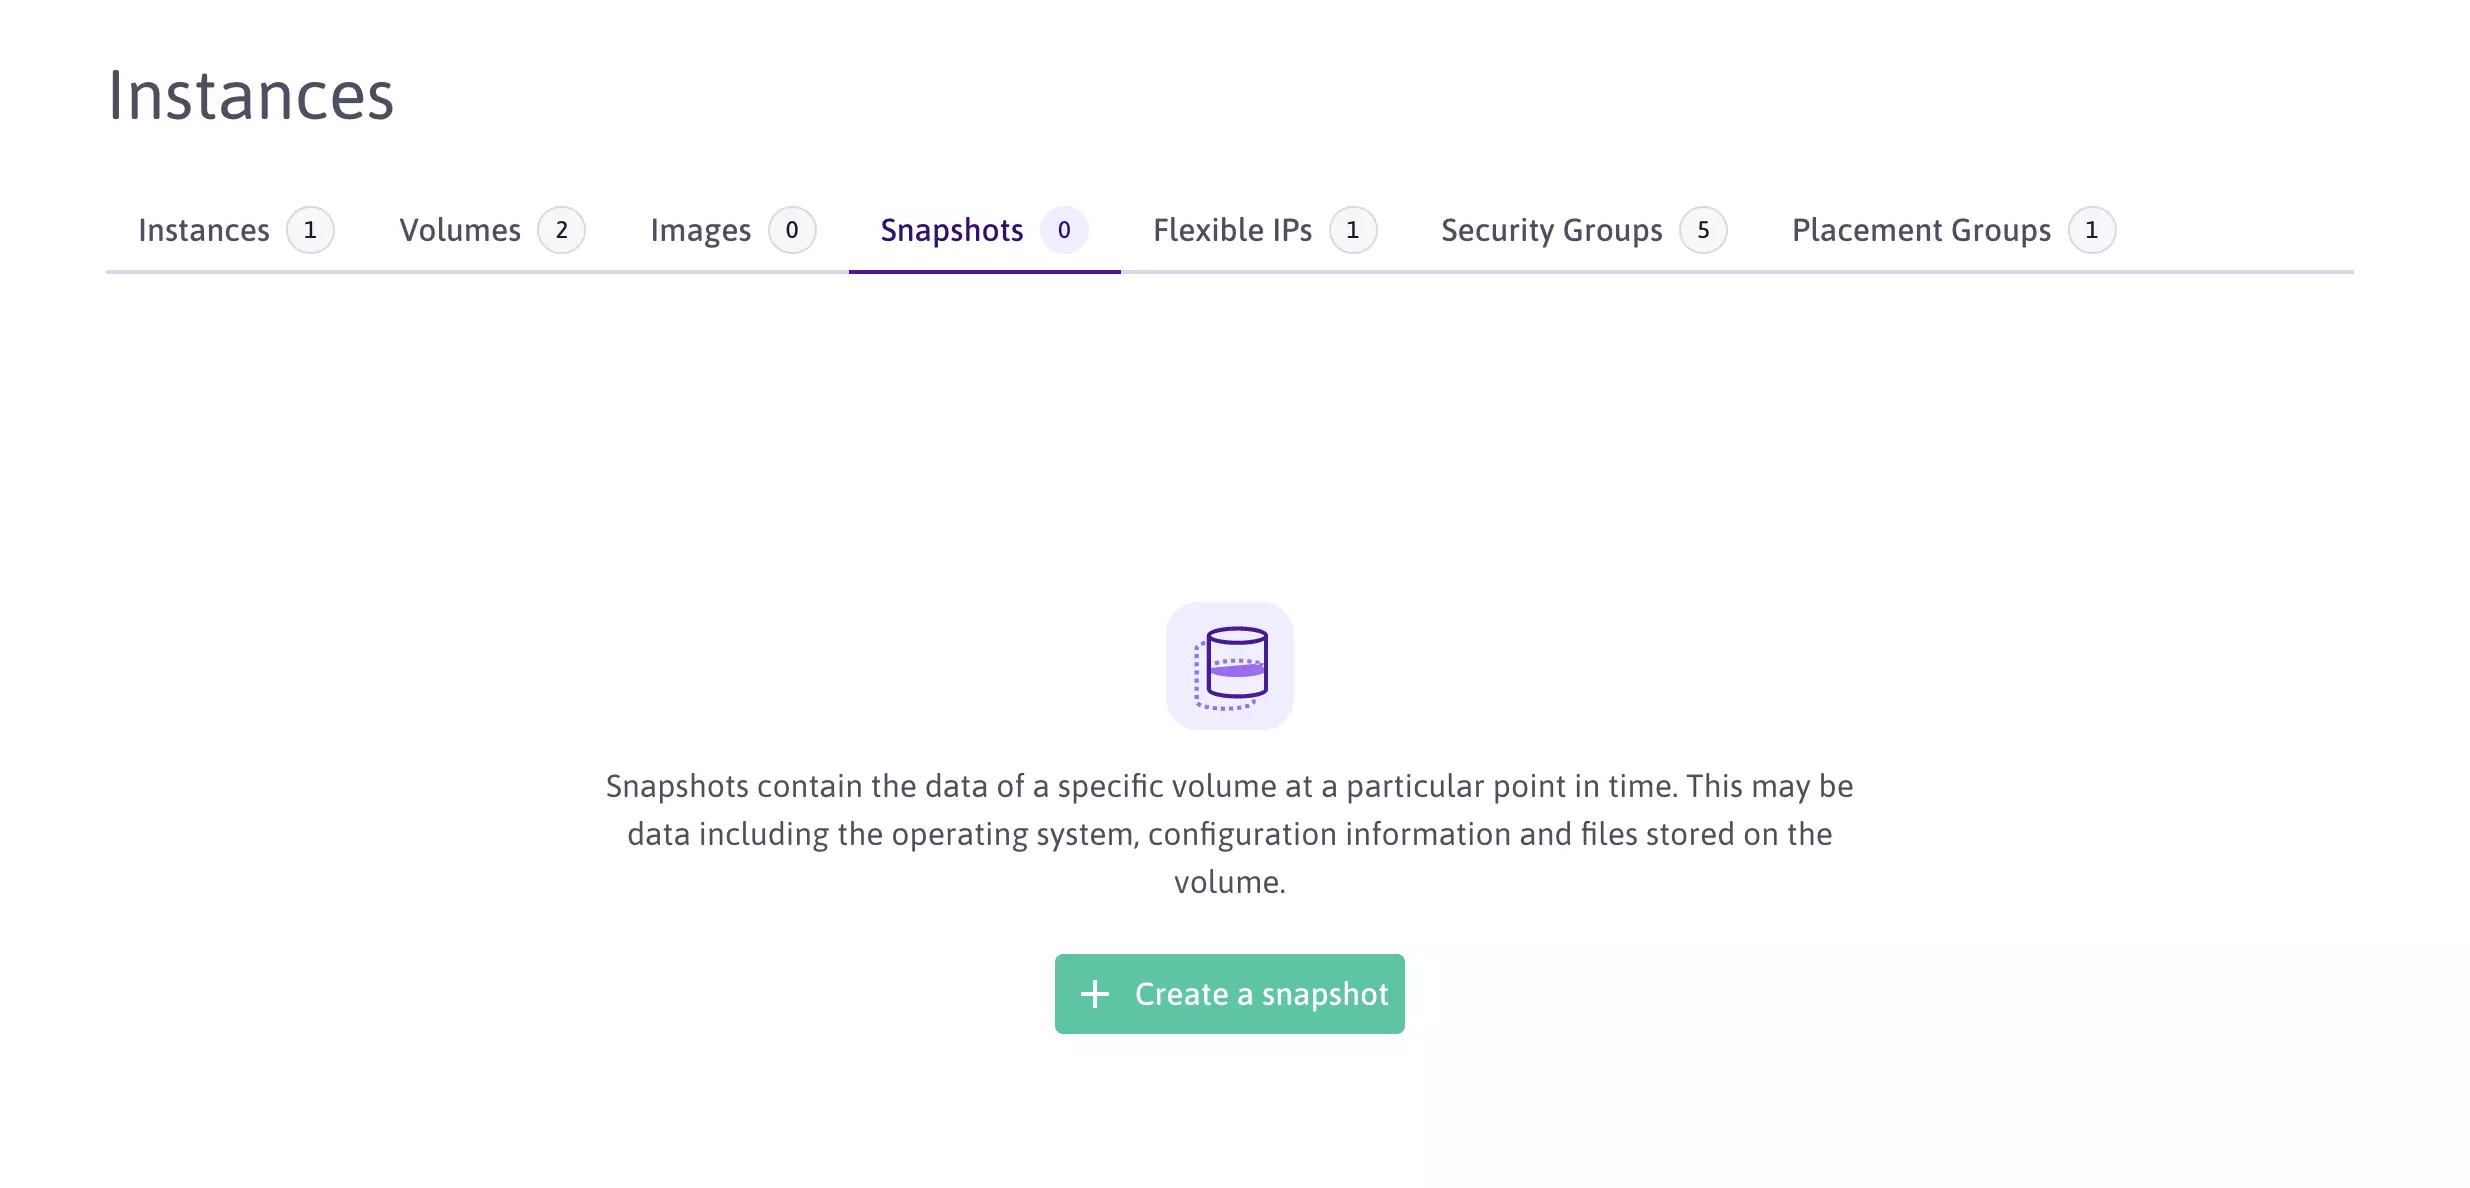 Instances
Instances 1 Volumes 2 Images 0 Snapshots 0 Flexible IPs 1 Security Groups 5 Placement Groups 1
Snapshots contain the data of a specific volume at a particular point in time. This may be
data including the operating system, configuration information and files stored on the
volume.
+ Create a snapshot